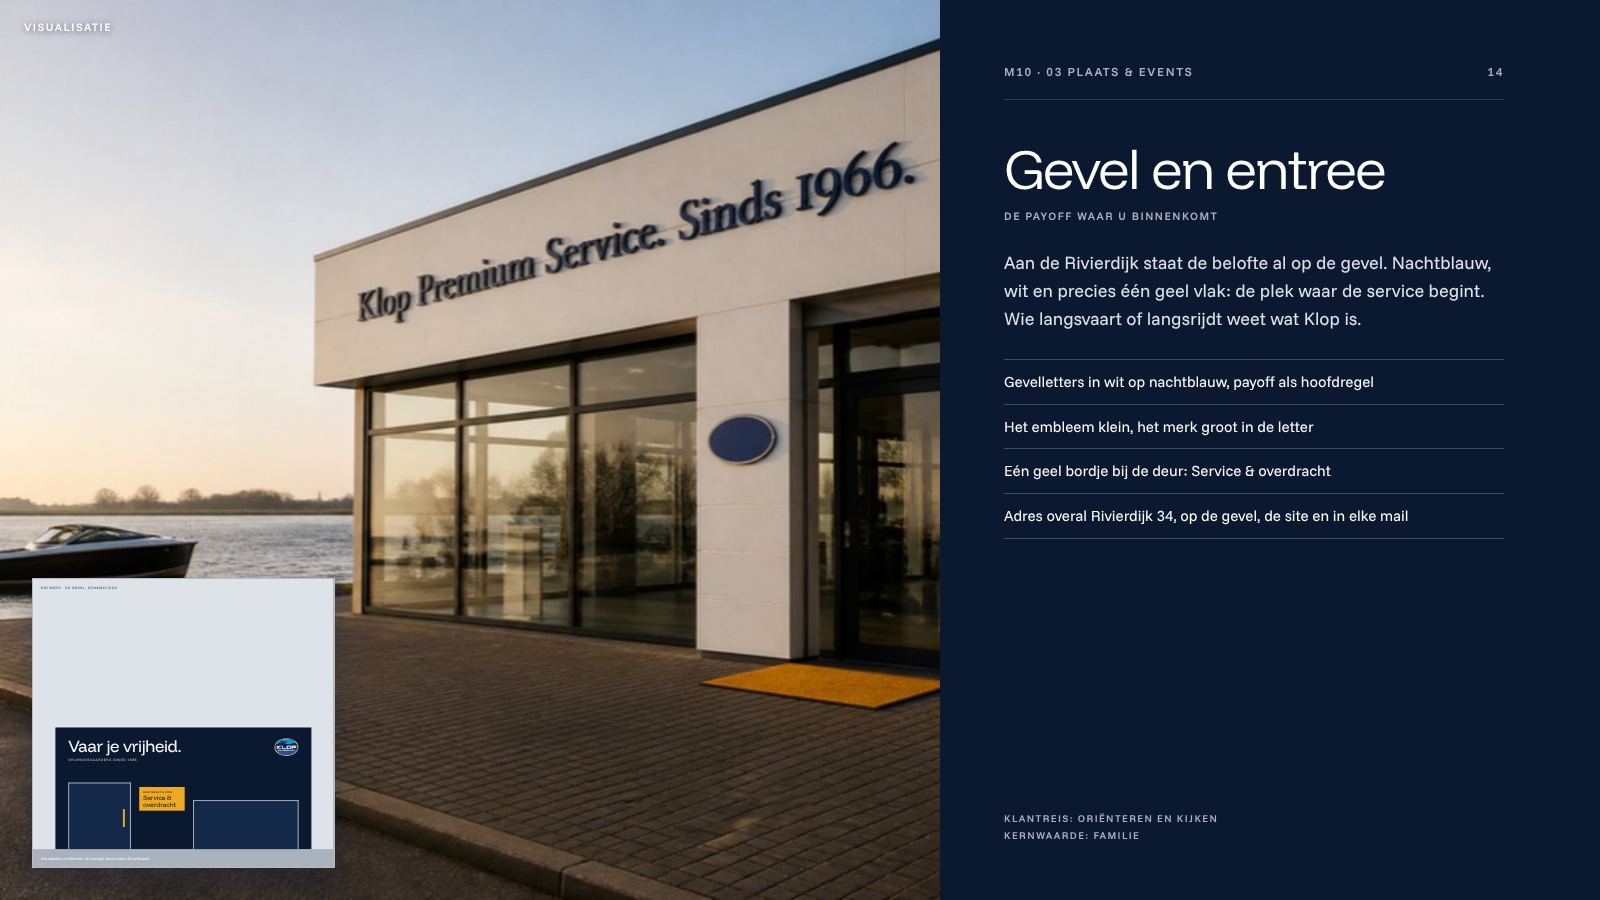 VISUALISATIE
Klop Premium Service. Sinds 1966.
ONTWERP · DE GEVEL, SCHEMATISCH
Vaar je vrijheid.
KLOP
Service &
overdracht
M10 · 03 PLAATS & EVENTS
14
Gevel en entree
DE PAYOFF WAAR U BINNENKOMT
Aan de Rivierdijk staat de belofte al op de gevel. Nachtblauw,
wit en precies één geel vlak: de plek waar de service begint.
Wie langsvaart of langsrijdt weet wat Klop is.
Gevelletters in wit op nachtblauw, payoff als hoofdregel
Het embleem klein, het merk groot in de letter
Eén geel bordje bij de deur: Service & overdracht
Adres overal Rivierdijk 34, op de gevel, de site en in elke mail
KLANTREIS: ORIËNTEREN EN KIJKEN
KERNWAARDE: FAMILIE